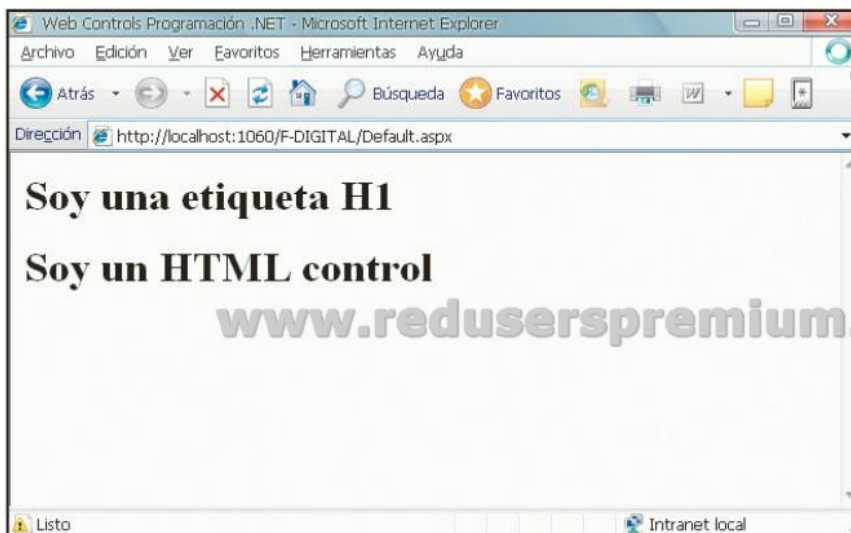 Web Controls Programación .NET - Microsoft Internet Explorer
Archivo Edición Ver Favoritos Herramientas Ayuda
Atrás Búsqueda Favoritos
Dirección http://localhost:1060/F-DIGITAL/Default.aspx
Soy una etiqueta H1
Soy un HTML control
www.reduserspremium.
Listo Intranet local